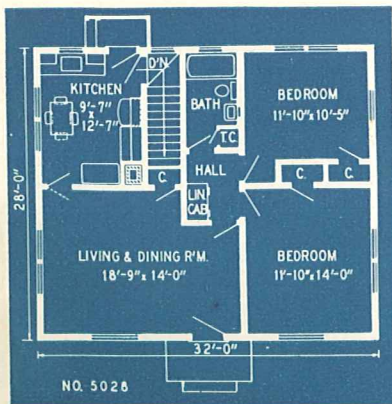 D'N
KITCHEN
9'-7"
x
12'-7"
BATH
BEDROOM
11'-10"x10'-5"
T.C.
HALL
C.
C.
C.
LIN.
CAB
28'-0"
LIVING & DINING R'M.
18'-9"x 14'-0"
BEDROOM
11'-10"x 14'-0"
32'-0"
NO. 5028